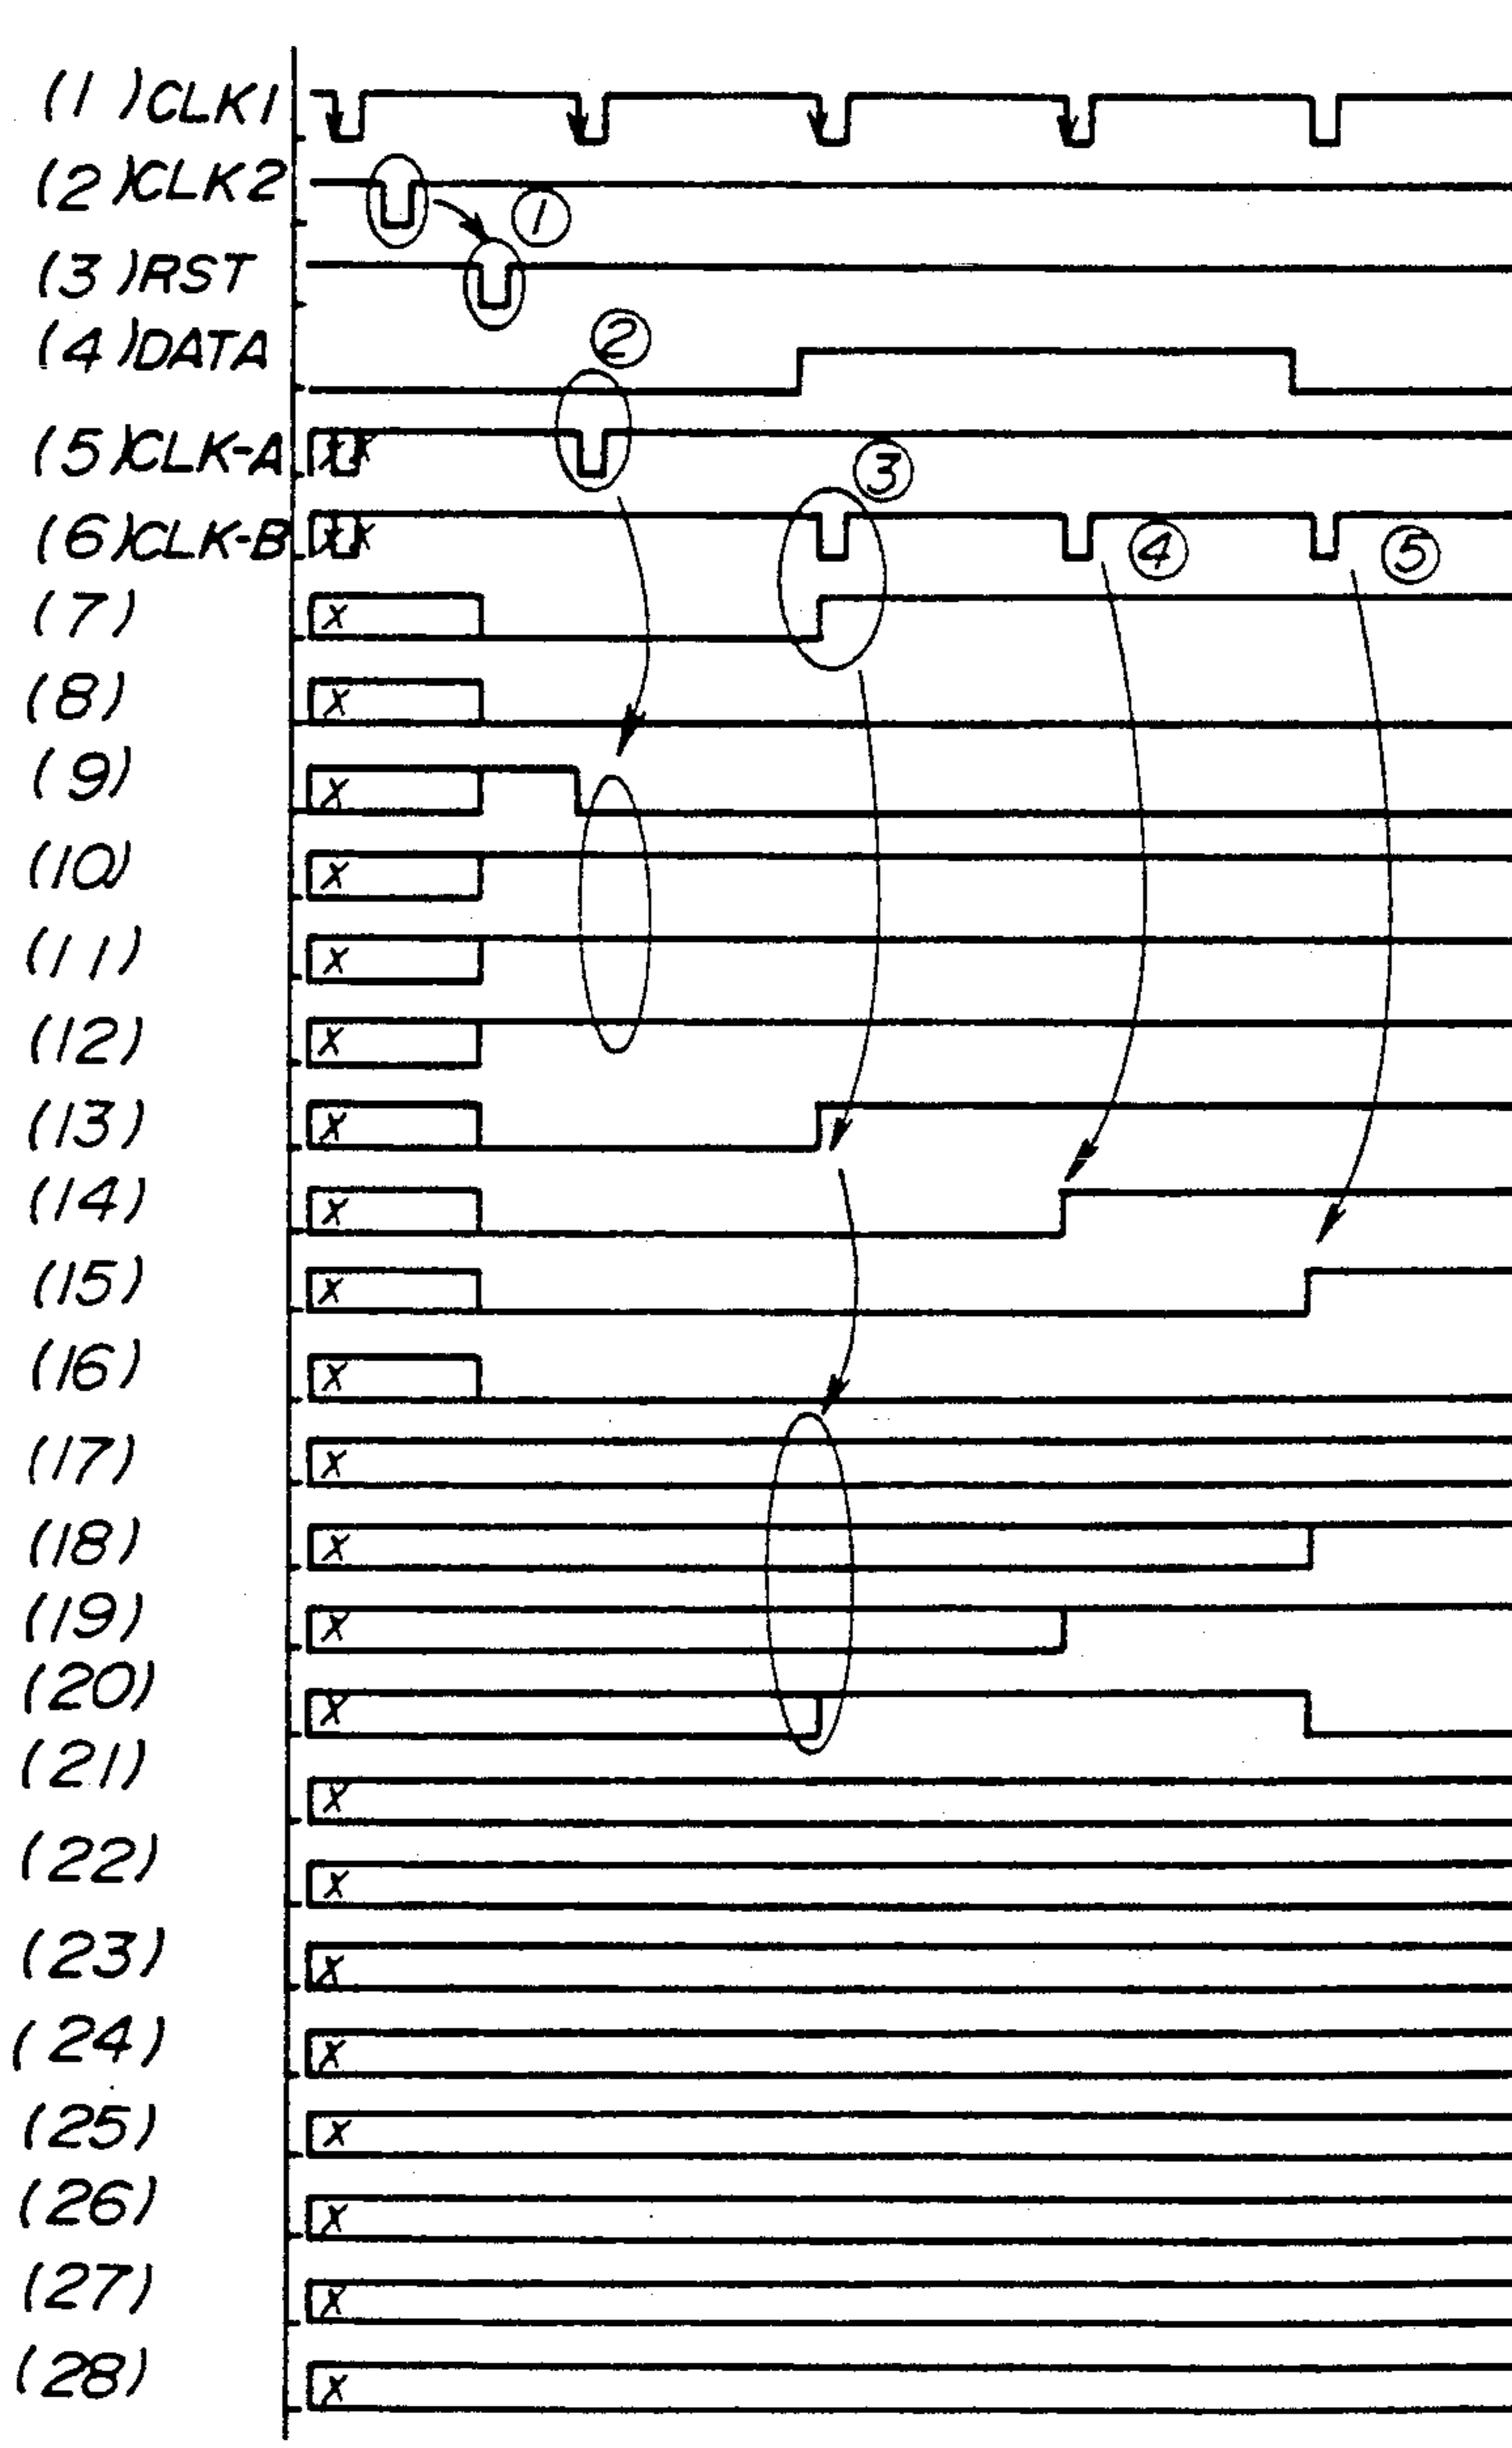 (1)CLK1
(2)CLK2
①
(3)RST
②
(4)DATA
(5)CLK-A X X
③
(6)CLK-B X X
④ ⑤
(7) X
(8) X
(9) X
(10) X
(11) X
(12) X
(13) X
(14) X
(15) X
(16) X
(17) X
(18) X
(19) X
(20) X
(21) X
(22) X
(23) X
(24) X
(25) X
(26) X
(27) X
(28) X